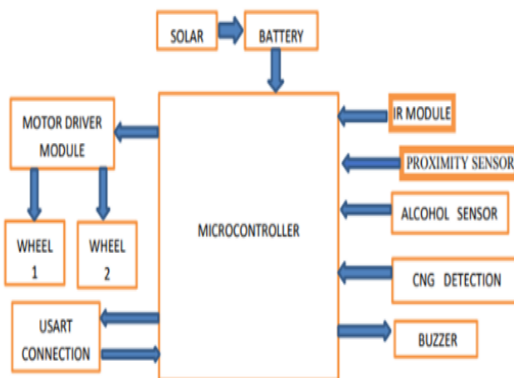 SOLAR
BATTERY
MOTOR DRIVER
MODULE
WHEEL
1
WHEEL
2
USART
CONNECTION
MICROCONTROLLER
IR MODULE
PROXIMITY SENSOR
ALCOHOL SENSOR
CNG DETECTION
BUZZER